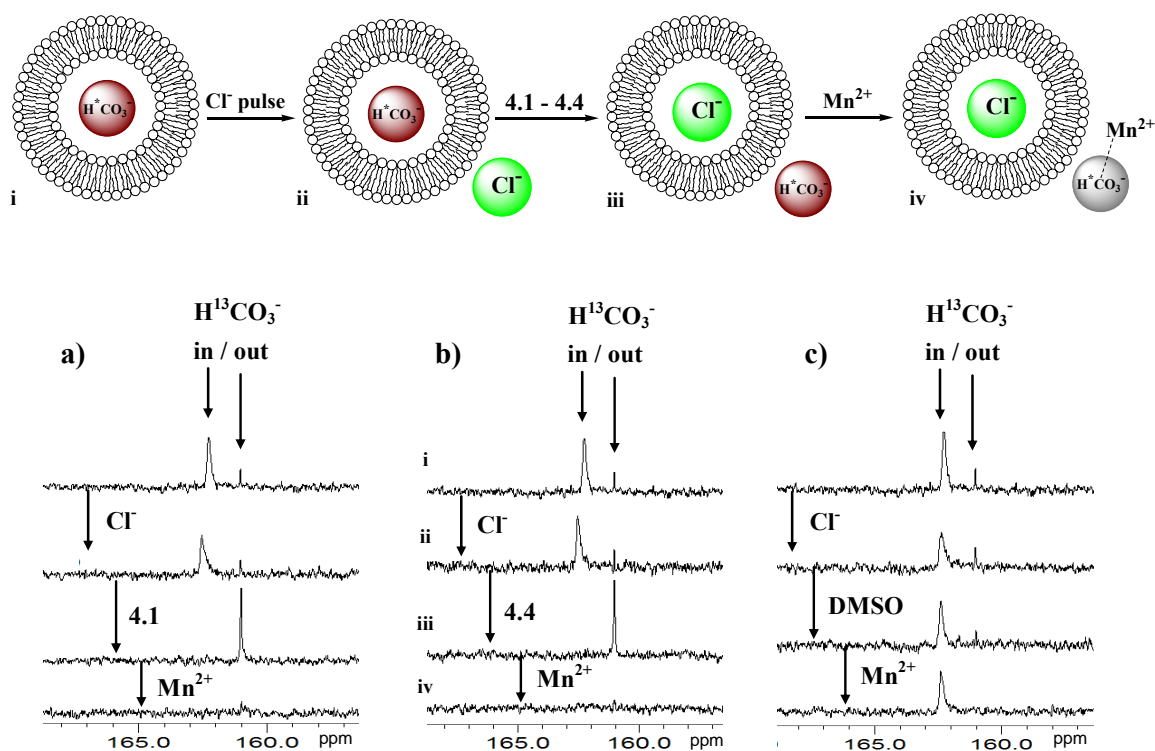 H*CO₃⁻
Cl⁻ pulse
H*CO₃⁻
Cl⁻
4.1 - 4.4
Cl⁻
H*CO₃⁻
Mn²⁺
Cl⁻
Mn²⁺
H*CO₃⁻
i
ii
iii
iv
a)
H¹³CO₃⁻
in / out
Cl⁻
4.1
Mn²⁺
165.0 160.0 ppm
b)
H¹³CO₃⁻
in / out
i
Cl⁻
ii
4.4
iii
Mn²⁺
iv
165.0 160.0 ppm
c)
H¹³CO₃⁻
in / out
Cl⁻
DMSO
Mn²⁺
165.0 160.0 ppm